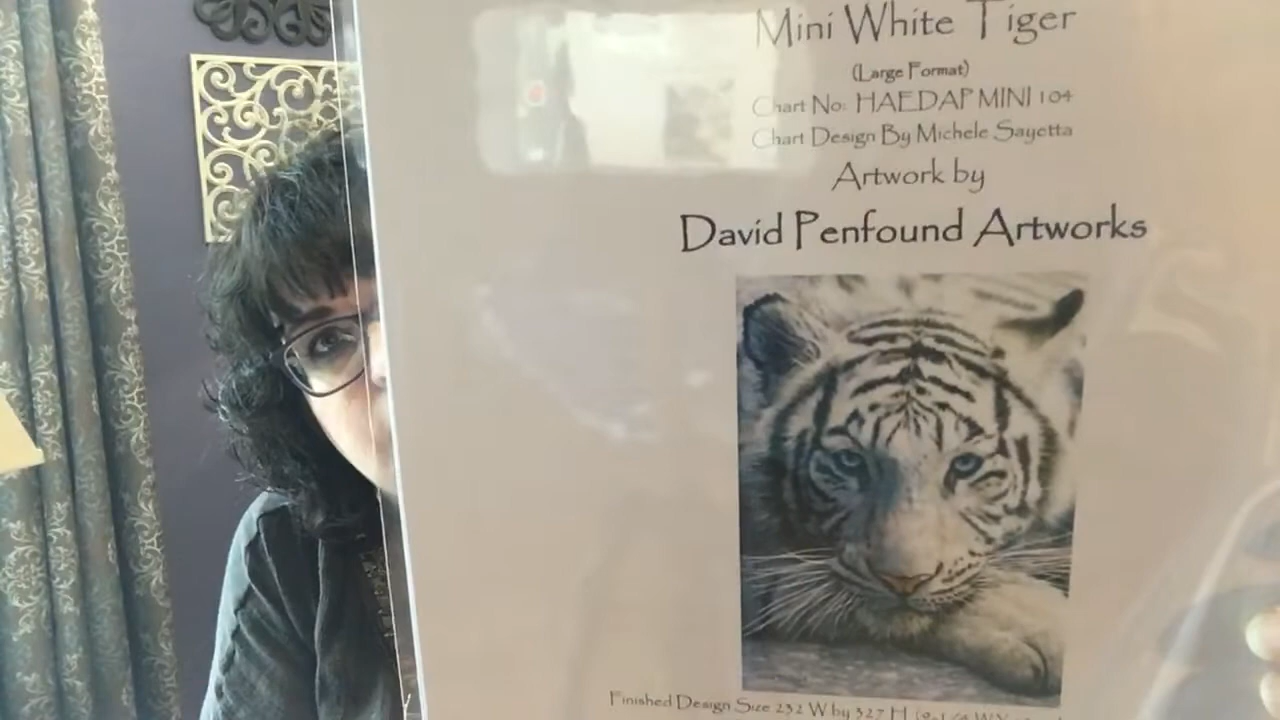 Mini White Tiger
(Large Format)
Chart No: HAEDAP MINI 104
Chart Design By Michele Sayetta
Artwork by
David Penfound Artworks
Finished Design Size 232 W by 327 H